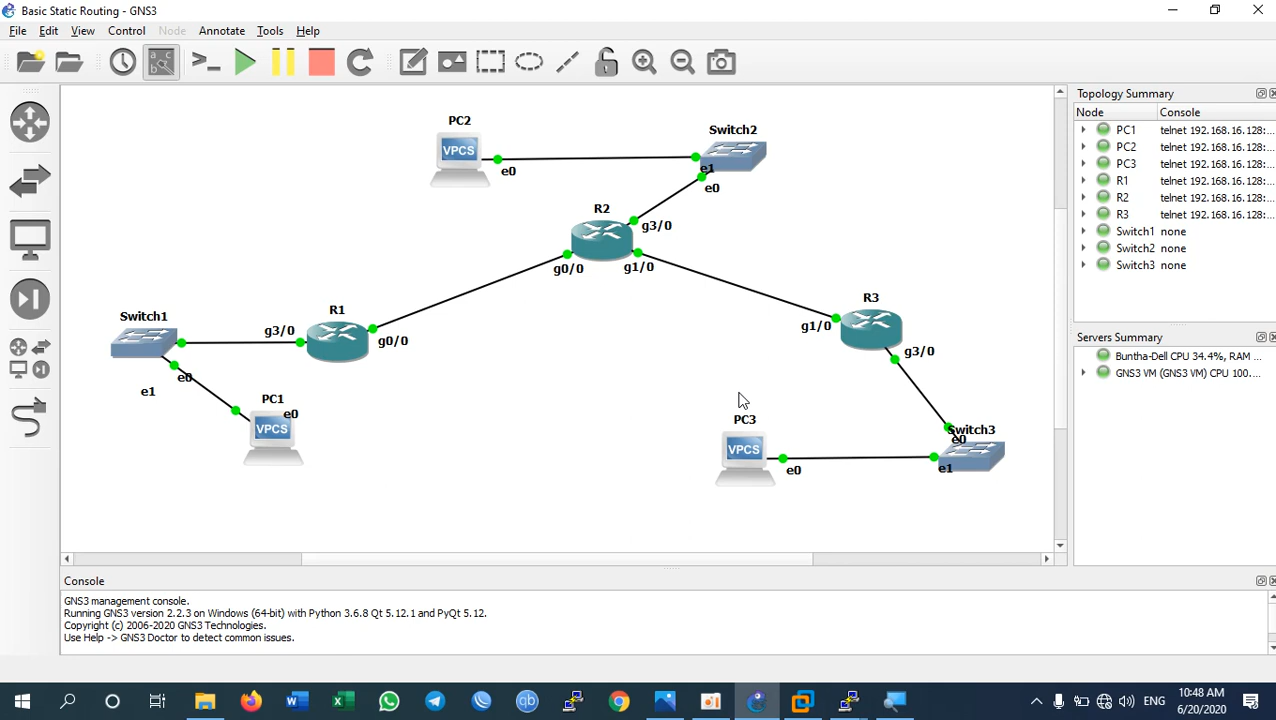 Basic Static Routing - GNS3
File Edit View Control Node Annotate Tools Help
PC2
VPCS
e0
Switch2
e1
e0
R2
g3/0
g0/0
g1/0
R3
g1/0
g3/0
R1
g3/0
g0/0
Switch1
e0
e1
PC1
e0
VPCS
PC3
VPCS
e0
Switch3
e0
e1
Topology Summary
Node Console
PC1 telnet 192.168.16.128:...
PC2 telnet 192.168.16.128:...
PC3 telnet 192.168.16.128:...
R1 telnet 192.168.16.128:...
R2 telnet 192.168.16.128:...
R3 telnet 192.168.16.128:...
Switch1 none
Switch2 none
Switch3 none
Servers Summary
Buntha-Dell CPU 34.4%, RAM ...
GNS3 VM (GNS3 VM) CPU 100....
Console
GNS3 management console.
Running GNS3 version 2.2.3 on Windows (64-bit) with Python 3.6.8 Qt 5.12.1 and PyQt 5.12.
Copyright (c) 2006-2020 GNS3 Technologies.
Use Help -> GNS3 Doctor to detect common issues.
ENG
10:48 AM
6/20/2020